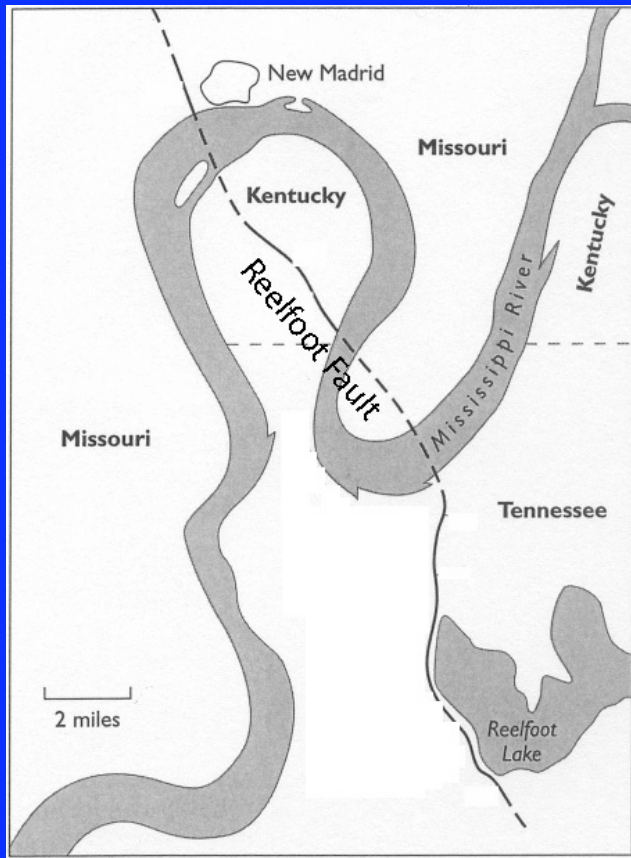 New Madrid
Missouri
Kentucky
Kentucky
Reelfoot Fault
Mississippi River
Missouri
Tennessee
2 miles
Reelfoot
Lake